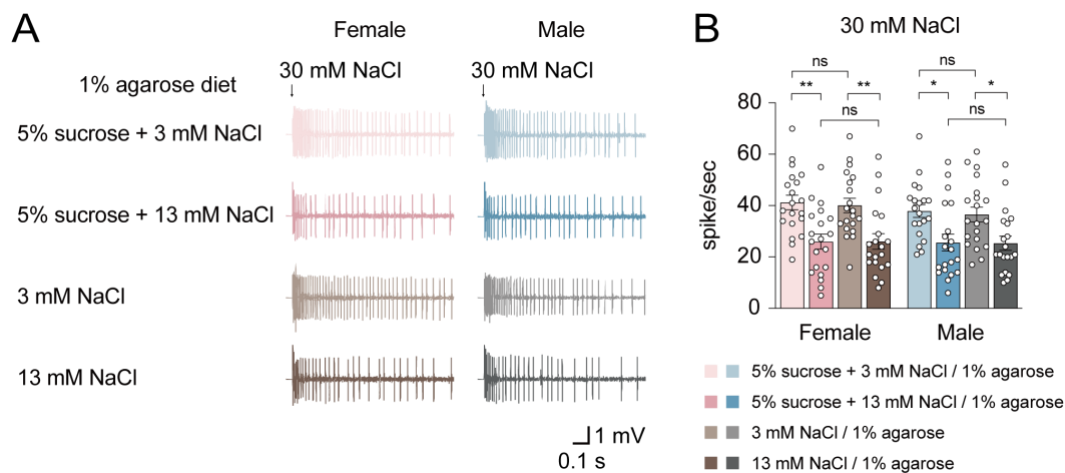 A
Female
Male
1% agarose diet
30 mM NaCl
30 mM NaCl
5% sucrose + 3 mM NaCl
5% sucrose + 13 mM NaCl
3 mM NaCl
13 mM NaCl
1 mV
0.1 s
B
30 mM NaCl
ns
ns
**
**
*
*
ns
ns
80
60
40
20
0
spike/sec
Female
Male
5% sucrose + 3 mM NaCl / 1% agarose
5% sucrose + 13 mM NaCl / 1% agarose
3 mM NaCl / 1% agarose
13 mM NaCl / 1% agarose